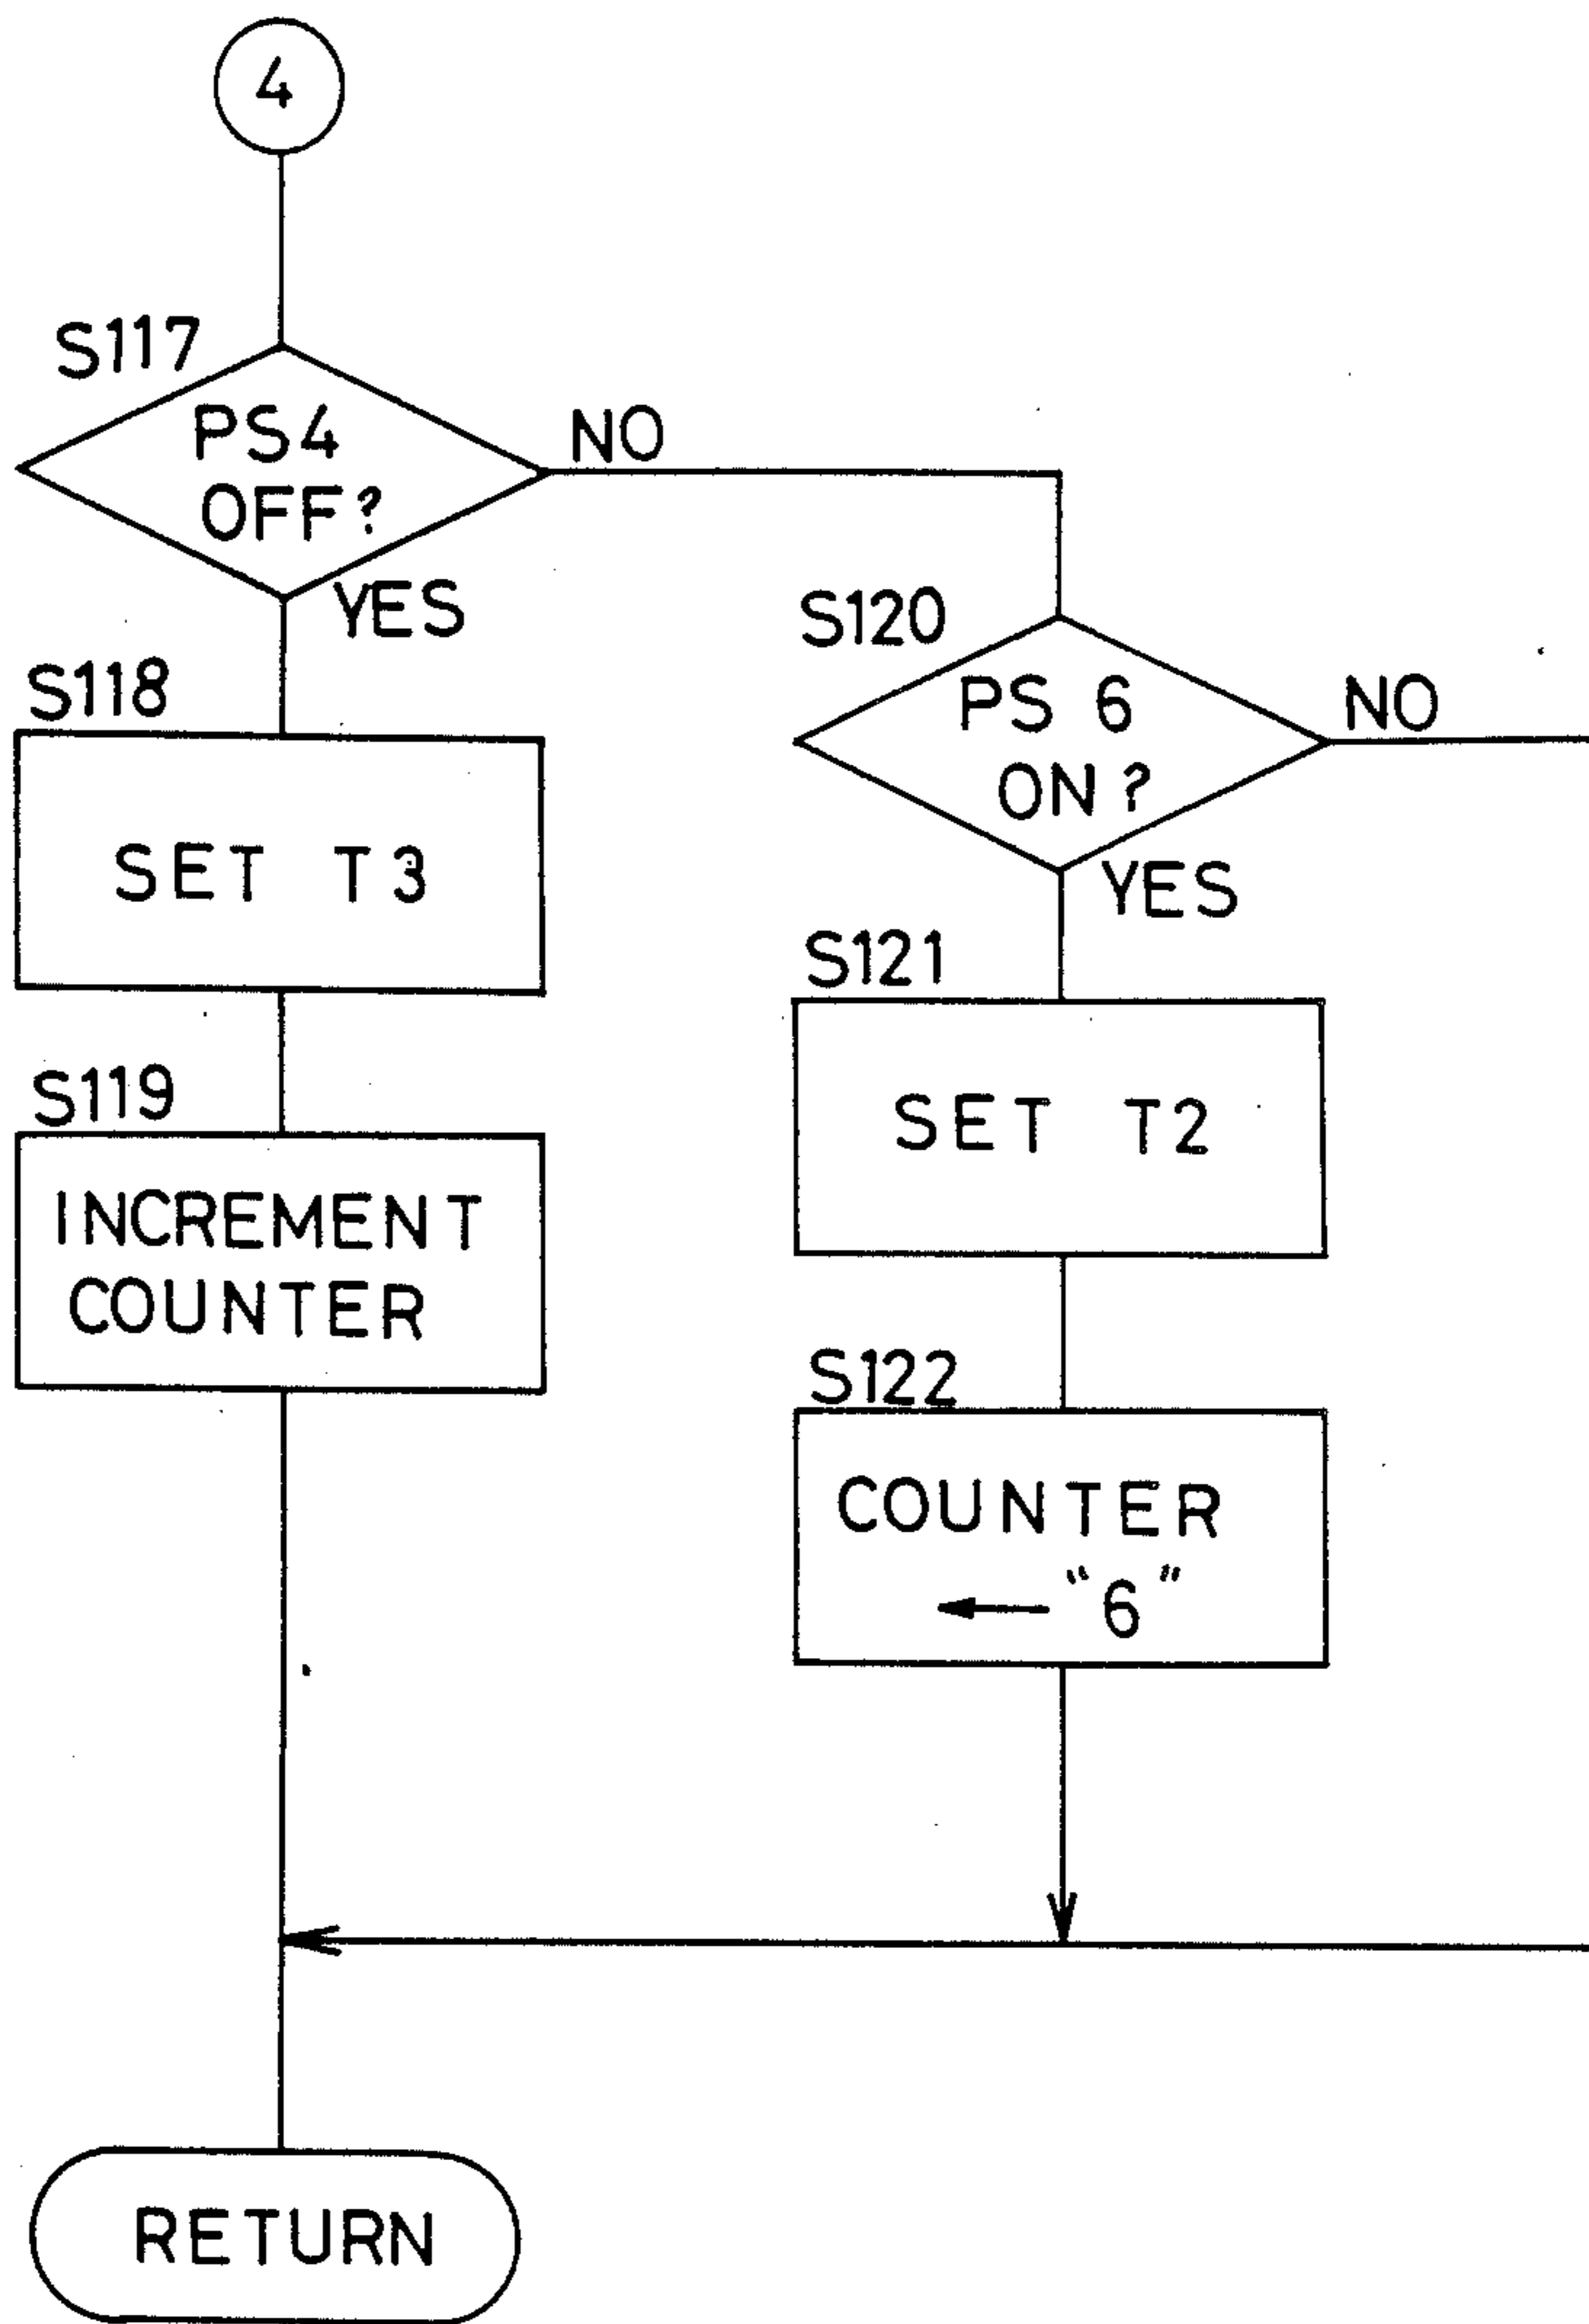 4
S117
PS4
OFF?
NO
YES
S118
SET T3
S119
INCREMENT
COUNTER
S120
PS 6
ON?
NO
YES
S121
SET T2
S122
COUNTER
← "6"
RETURN